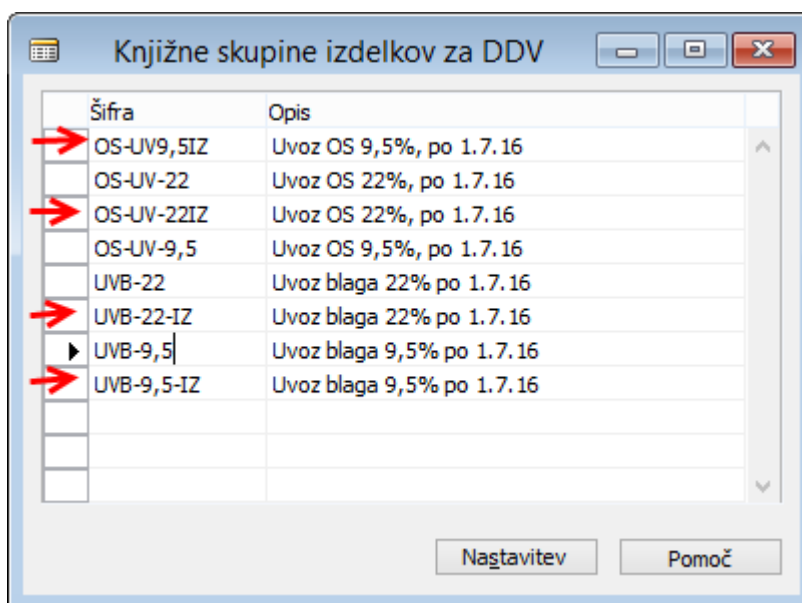 Knjižne skupine izdelkov za DDV
Šifra Opis
OS-UV9,5IZ Uvoz OS 9,5%, po 1.7.16
OS-UV-22 Uvoz OS 22%, po 1.7.16
OS-UV-22IZ Uvoz OS 22%, po 1.7.16
OS-UV-9,5 Uvoz OS 9,5%, po 1.7.16
UVB-22 Uvoz blaga 22% po 1.7.16
UVB-22-IZ Uvoz blaga 22% po 1.7.16
UVB-9,5 Uvoz blaga 9,5% po 1.7.16
UVB-9,5-IZ Uvoz blaga 9,5% po 1.7.16
Nastavitev Pomoč